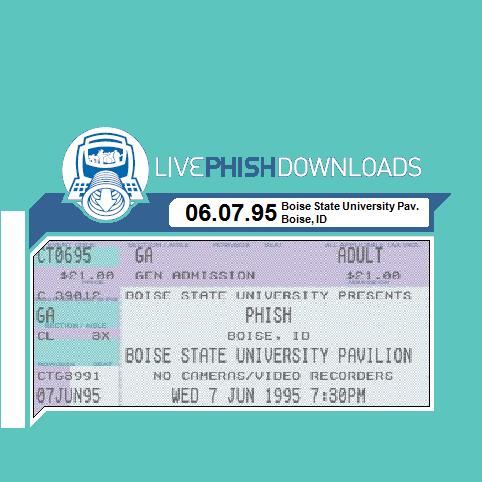 LIVEPHISHDOWNLOADS
06.07.95 Boise State University Pav.
Boise, ID
CT0695 GA ADULT
$21.00 GEN ADMISSION $21.00
BOISE STATE UNIVERSITY PRESENTS
GA PHISH
SECTION / AISLE
CL 8X BOISE, ID
BOISE STATE UNIVERSITY PAVILION
CTG8991 NO CAMERAS/VIDEO RECORDERS
07JUN95 WED 7 JUN 1995 7:30PM